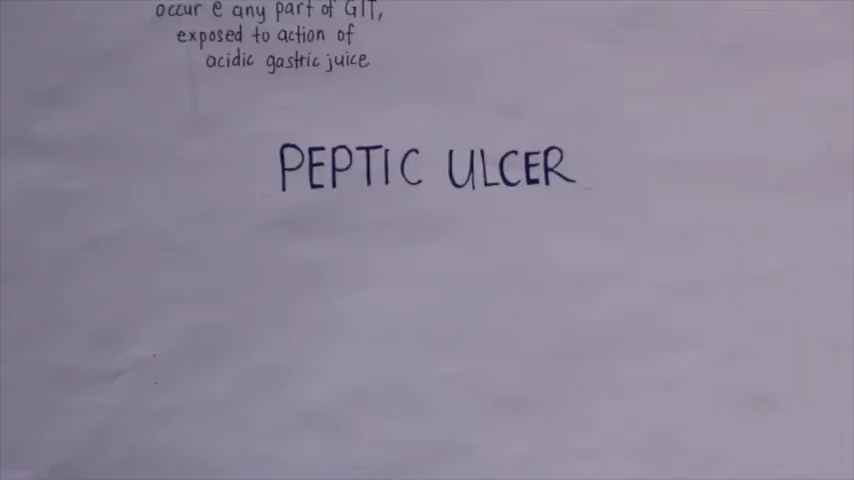 occur e any part of GIT,
exposed to action of
acidic gastric juice
PEPTIC ULCER